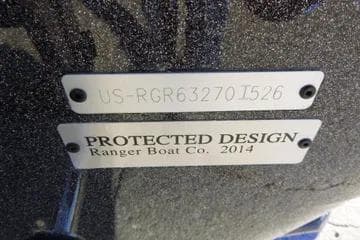 US-RGR63270I526
PROTECTED DESIGN
Ranger Boat Co. 2014